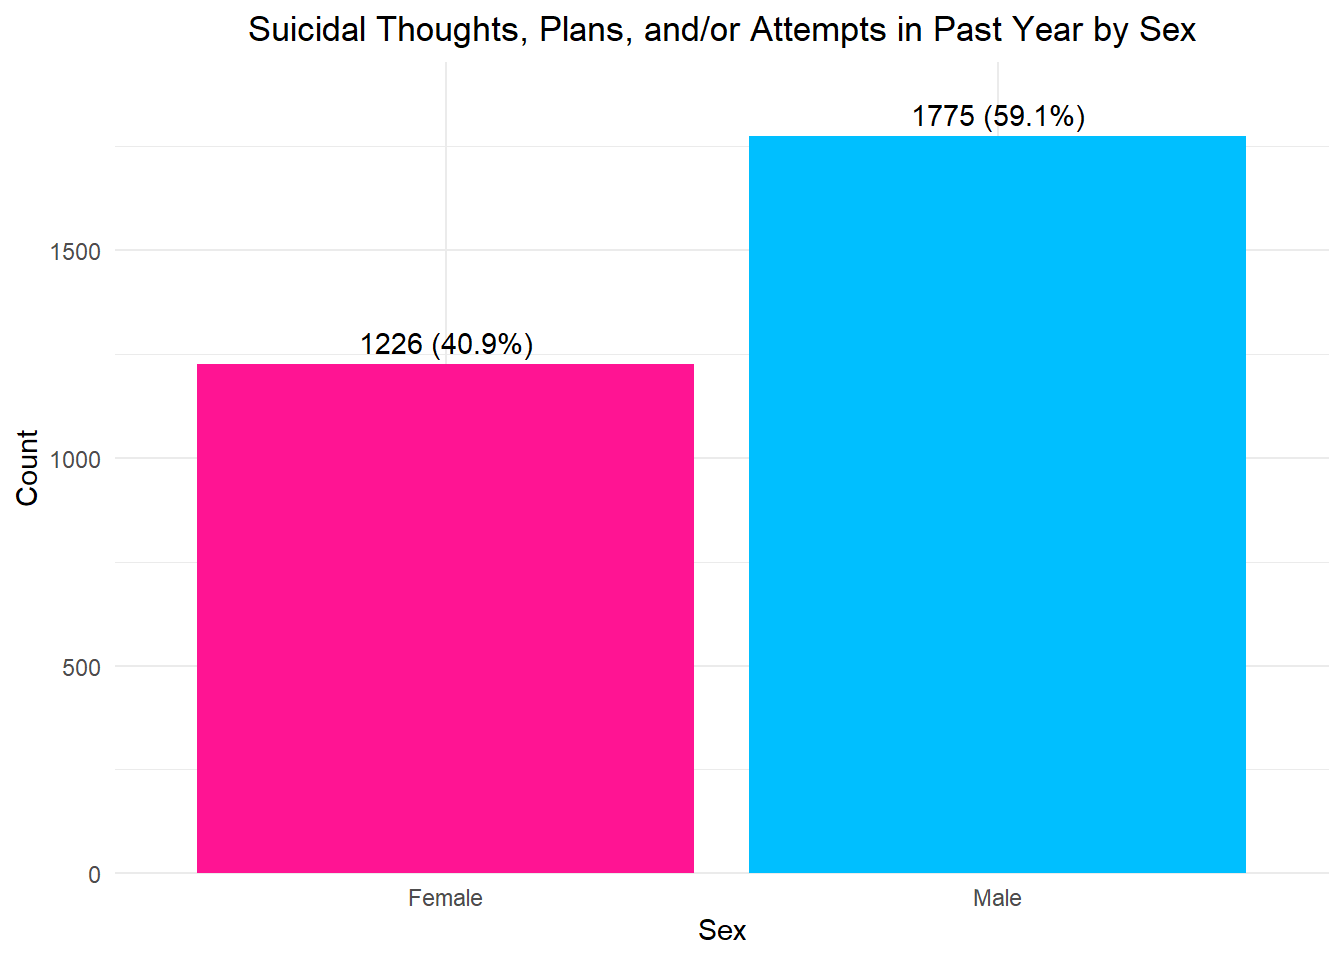 Suicidal Thoughts, Plans, and/or Attempts in Past Year by Sex
1775 (59.1%)
1500
1226 (40.9%)
Count
1000
500
0
Female
Male
Sex